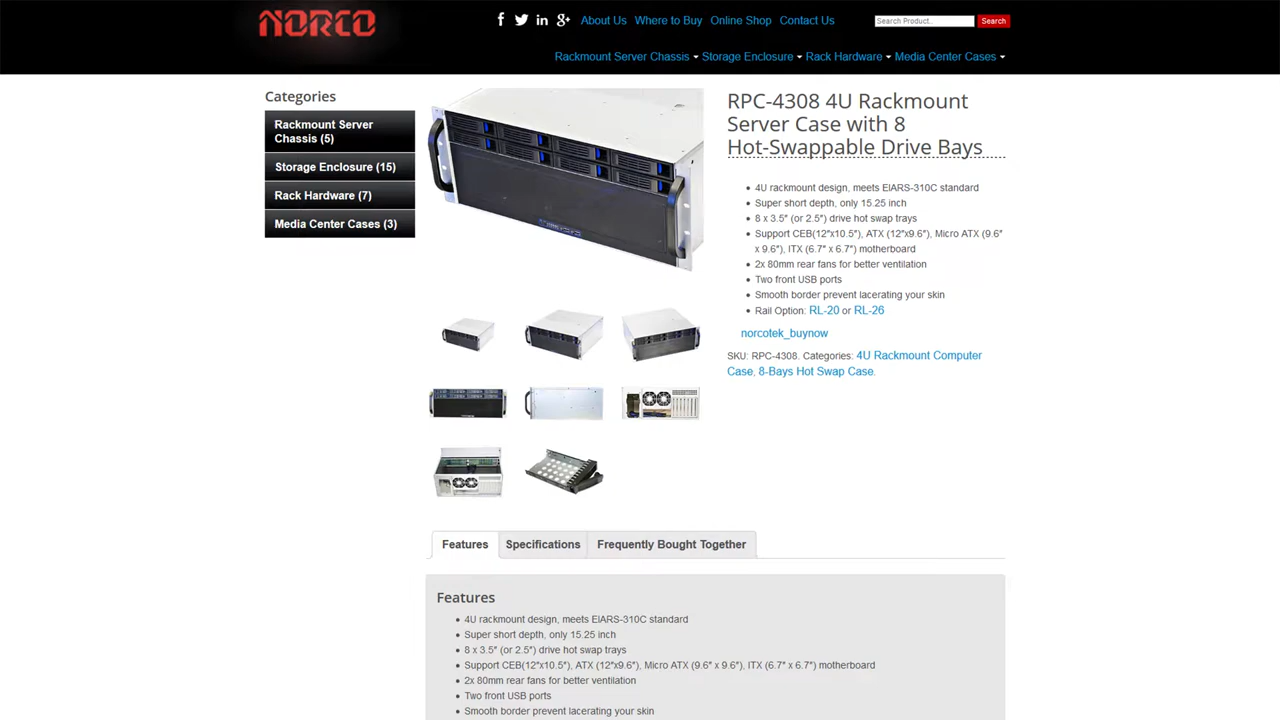 NORCO
About Us
Where to Buy
Online Shop
Contact Us
Search Product..
Search
Rackmount Server Chassis
Storage Enclosure
Rack Hardware
Media Center Cases
Categories
Rackmount Server
Chassis (5)
Storage Enclosure (15)
Rack Hardware (7)
Media Center Cases (3)
RPC-4308 4U Rackmount
Server Case with 8
Hot-Swappable Drive Bays
4U rackmount design, meets EIARS-310C standard
Super short depth, only 15.25 inch
8 x 3.5″ (or 2.5″) drive hot swap trays
Support CEB(12″x10.5″), ATX (12″x9.6″), Micro ATX (9.6″
x 9.6″), ITX (6.7″ x 6.7″) motherboard
2x 80mm rear fans for better ventilation
Two front USB ports
Smooth border prevent lacerating your skin
Rail Option: RL-20 or RL-26
norcotek_buynow
SKU: RPC-4308. Categories: 4U Rackmount Computer
Case, 8-Bays Hot Swap Case.
Features
Specifications
Frequently Bought Together
Features
4U rackmount design, meets EIARS-310C standard
Super short depth, only 15.25 inch
8 x 3.5″ (or 2.5″) drive hot swap trays
Support CEB(12″x10.5″), ATX (12″x9.6″), Micro ATX (9.6″ x 9.6″), ITX (6.7″ x 6.7″) motherboard
2x 80mm rear fans for better ventilation
Two front USB ports
Smooth border prevent lacerating your skin